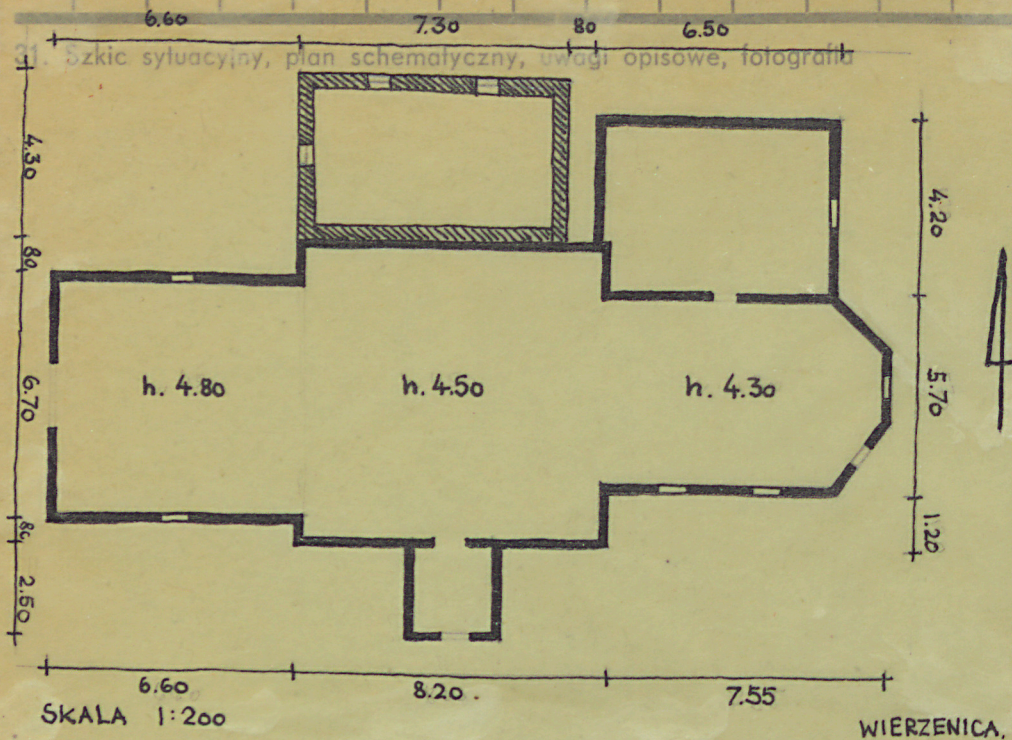 6.60 7.30 80 6.50
31. Szkic sytuacyjny, plan schematyczny, uwagi opisowe, fotografia
4.30
80
6.70
80
2.50
4.20
5.70
1.20
h. 4.80 h. 4.50 h. 4.30
6.60 8.20. 7.55
SKALA 1:200
WIERZENICA,